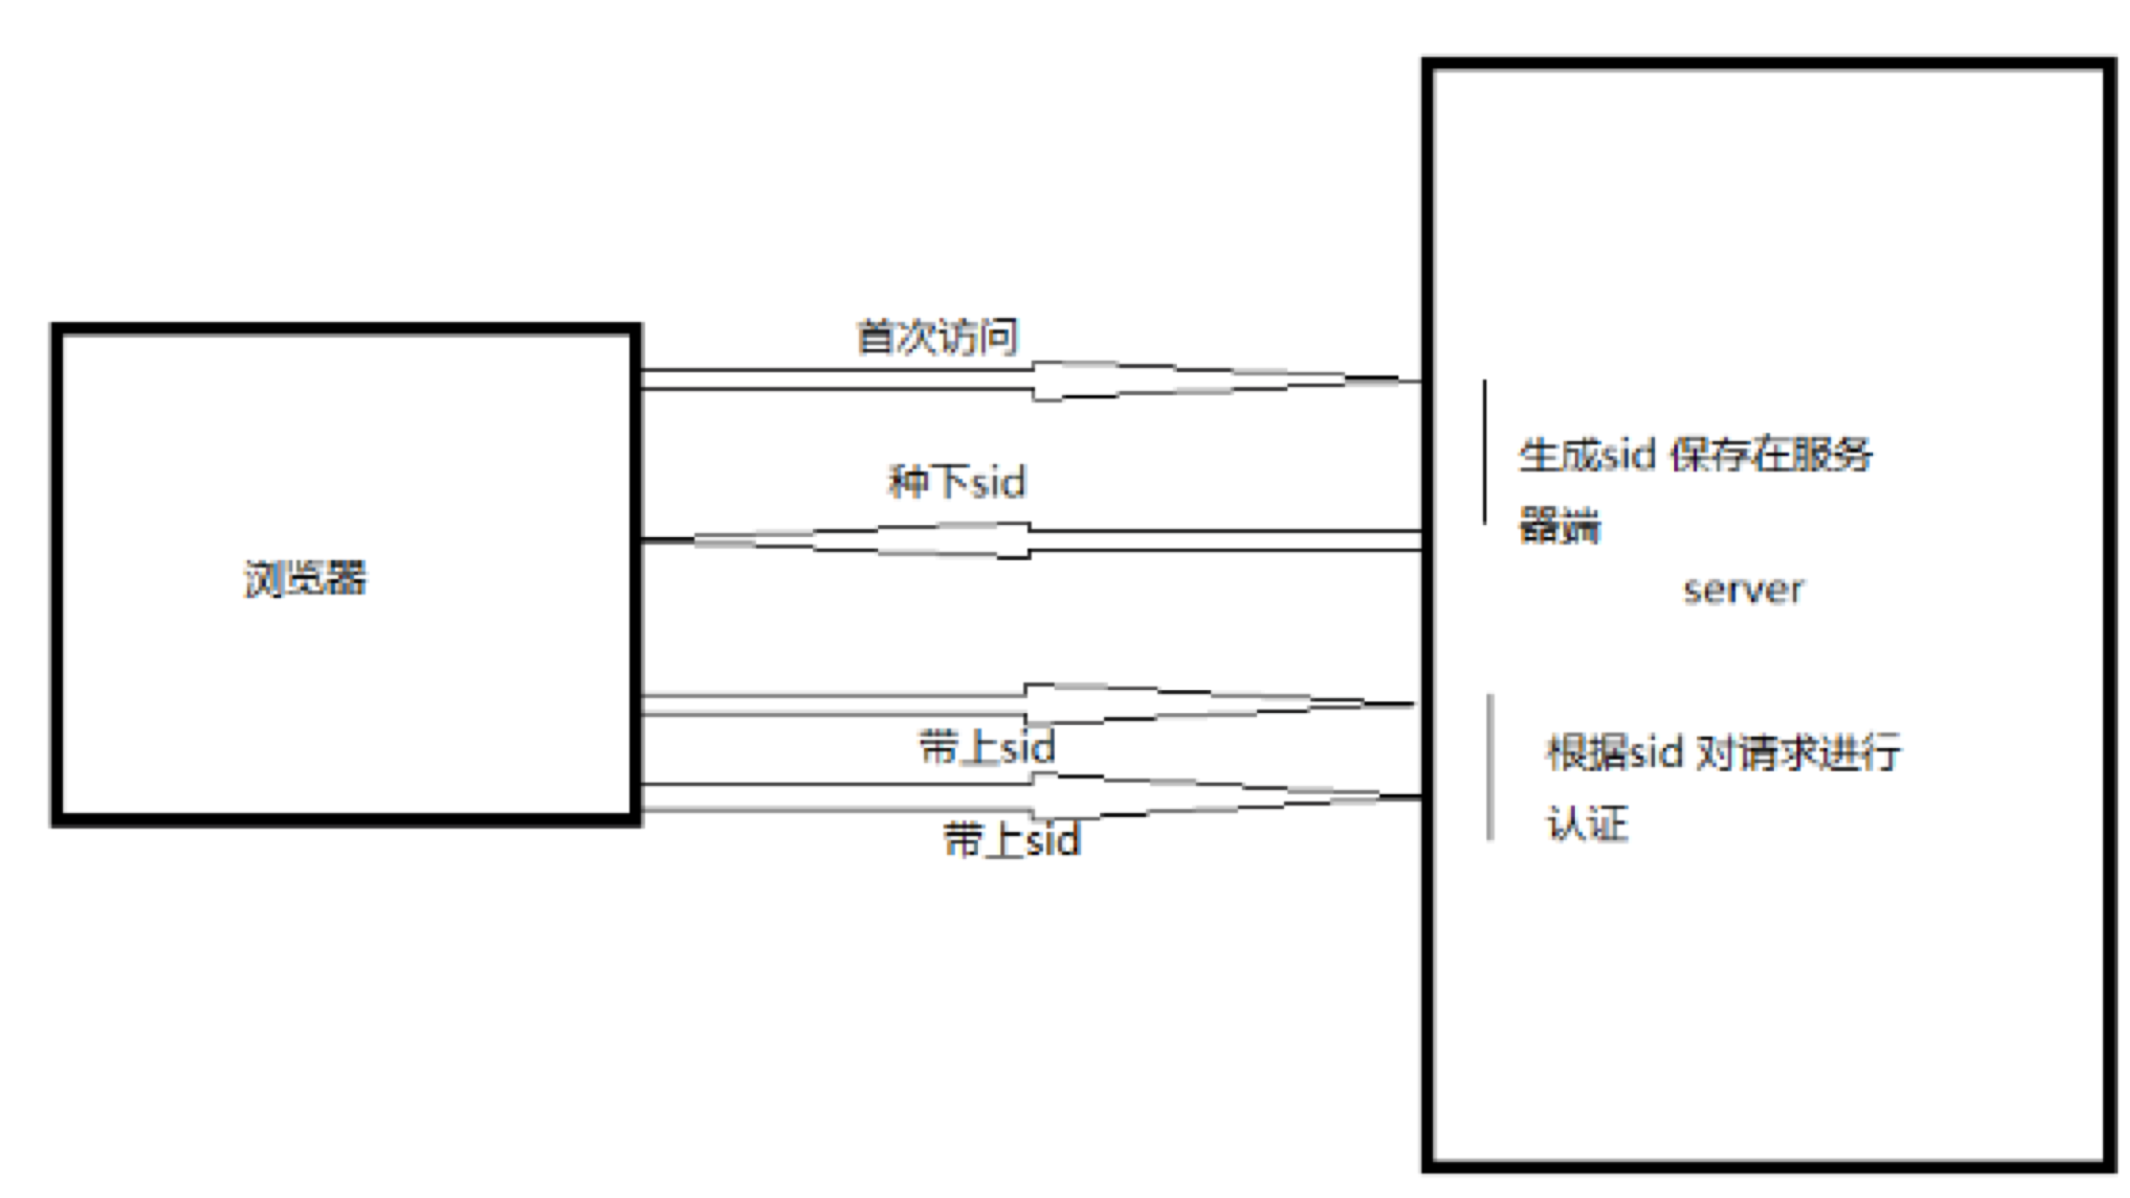 首次访问
生成sid 保存在服务
种下sid
器端
浏览器
server
带上sid
根据sid 对请求进行
认证
带上sid